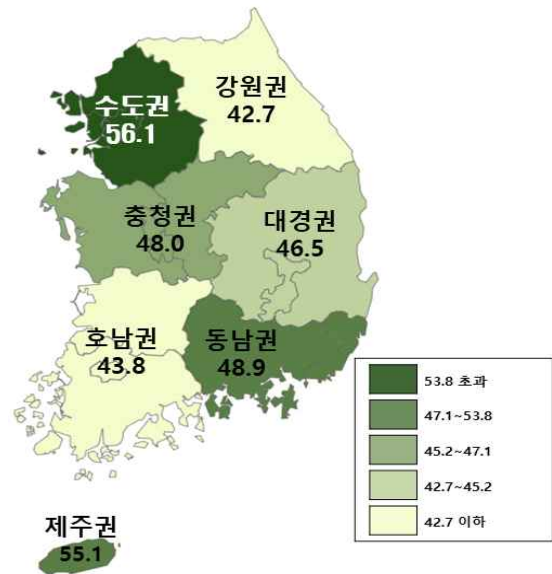 강원권
42.7
수도권
56.1
충청권
48.0
대경권
46.5
호남권
43.8
동남권
48.9
제주권
55.1
53.8 초과
47.1~53.8
45.2~47.1
42.7~45.2
42.7 이하